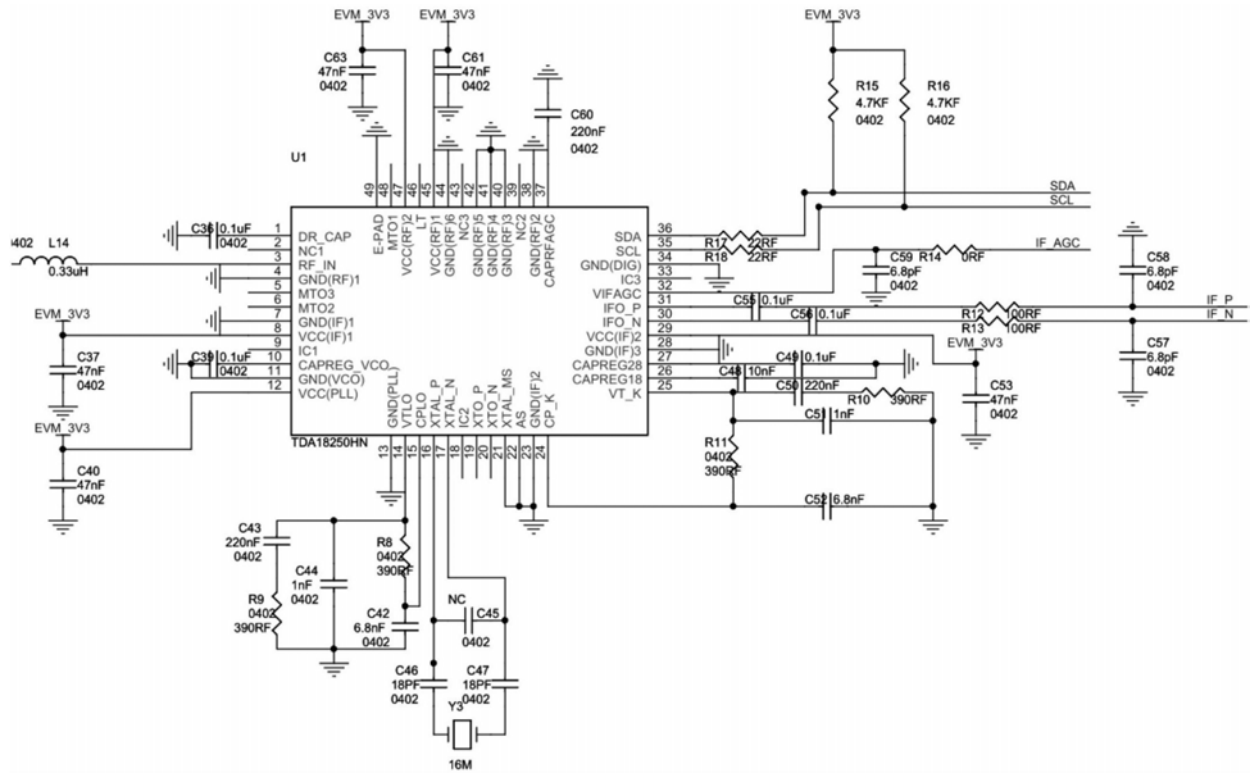 EVM_3V3
EVM_3V3
EVM_3V3
C63
47nF
0402
C61
47nF
0402
C60
220nF
0402
R15
4.7KF
0402
R16
4.7KF
0402
U1
49
48
47
46
45
44
43
42
41
40
39
38
37
E-PAD
MTO1
VCC(RF)2
LT
VCC(RF)1
GND(RF)6
NC3
GND(RF)5
GND(RF)4
GND(RF)3
NC2
GND(RF)2
CAPRFAGC
SDA
SCL
IF_AGC
IF_P
IF_N
0402
L14
0.33uH
C36
0.1uF
0402
1
2
3
4
5
6
7
8
9
10
11
12
DR_CAP
NC1
RF_IN
GND(RF)1
MTO3
MTO2
GND(IF)1
VCC(IF)1
IC1
CAPREG_VCO
GND(VCO)
VCC(PLL)
SDA
SCL
GND(DIG)
IC3
VIFAGC
IFO_P
IFO_N
VCC(IF)2
GND(IF)3
CAPREG28
CAPREG18
VT_K
36
35
34
33
32
31
30
29
28
27
26
25
R17
22RF
R18
22RF
C59
6.8pF
0402
R14
0RF
C58
6.8pF
0402
C55
0.1uF
C56
0.1uF
R12
100RF
R13
100RF
C57
6.8pF
0402
EVM_3V3
C37
47nF
0402
C39
0.1uF
0402
EVM_3V3
C40
47nF
0402
EVM_3V3
C53
47nF
0402
C49
0.1uF
C48
10nF
C50
220nF
R10
390RF
C51
1nF
R11
0402
390RF
C52
6.8nF
GND(PLL)
VTLO
CPLO
XTAL_P
XTAL_N
IC2
XTO_P
XTO_N
XTAL_MS
AS
GND(IF)2
CP_K
TDA18250HN
13
14
15
16
17
18
19
20
21
22
23
24
C43
220nF
0402
C44
1nF
0402
R8
0402
390RF
R9
0402
390RF
C42
6.8nF
0402
NC
C45
0402
C46
18PF
0402
C47
18PF
0402
Y3
16M